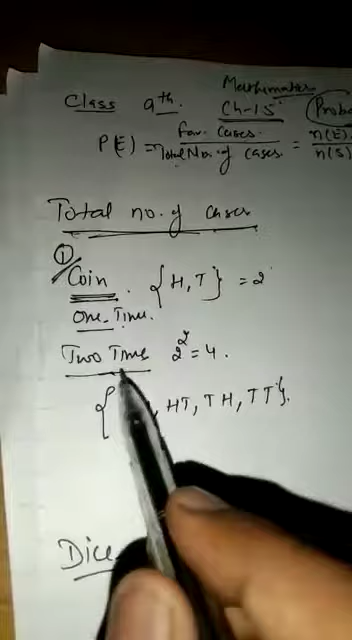 Mathematics
Class 9th. Ch-15 Proba
P(E) = Fav. Cases. / Total No. of cases = n(E) / n(S)
Total no. of cases
① Coin. {H, T} = 2
One-Time.
Two Time 2² = 4.
{ , HT, TH, TT}.
Dice